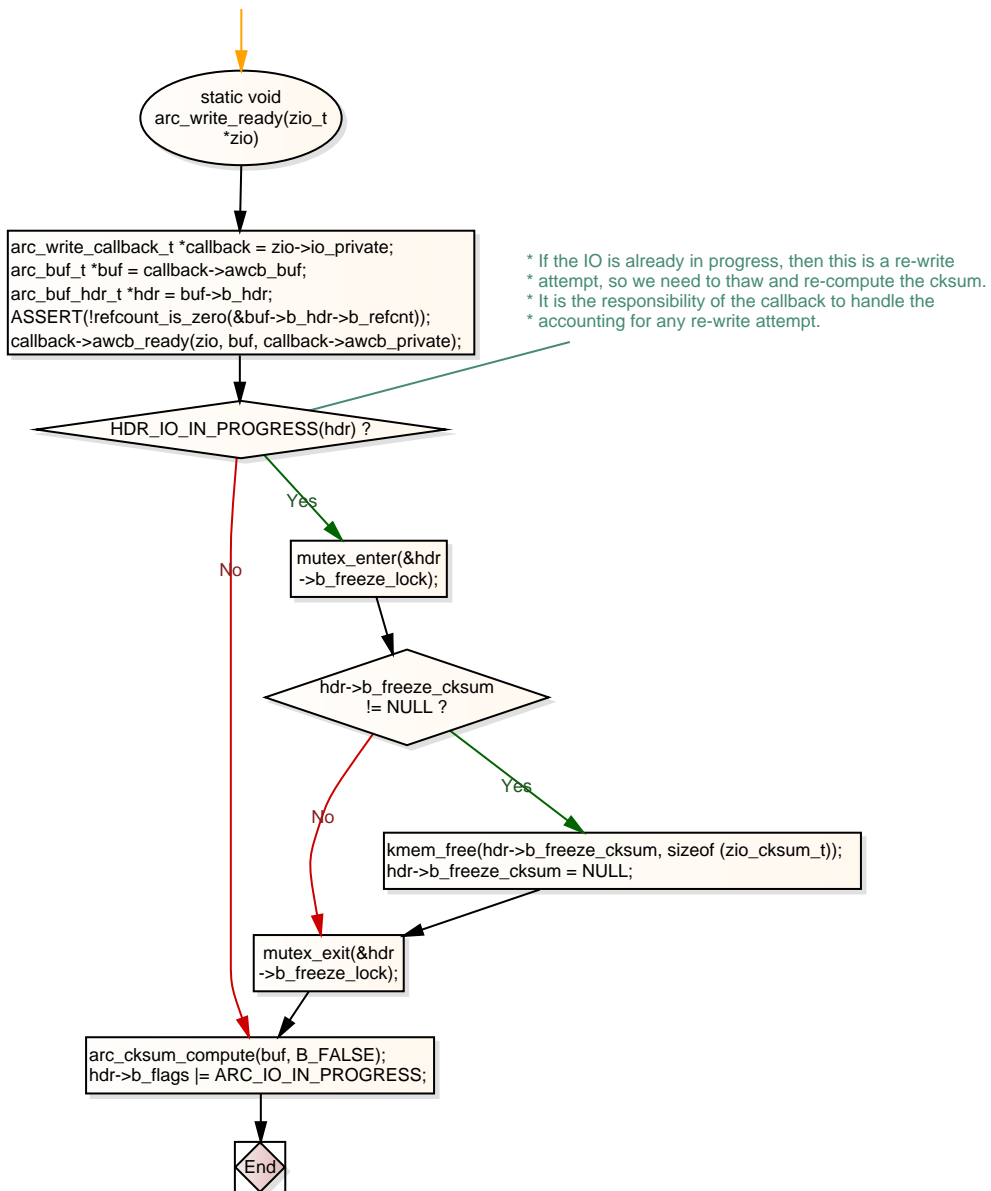 static void
arc_write_ready(zio_t
*zio)
arc_write_callback_t *callback = zio->io_private;
arc_buf_t *buf = callback->awcb_buf;
arc_buf_hdr_t *hdr = buf->b_hdr;
ASSERT(!refcount_is_zero(&buf->b_hdr->b_refcnt));
callback->awcb_ready(zio, buf, callback->awcb_private);
* If the IO is already in progress, then this is a re-write
* attempt, so we need to thaw and re-compute the cksum.
* It is the responsibility of the callback to handle the
* accounting for any re-write attempt.
HDR_IO_IN_PROGRESS(hdr) ?
Yes
mutex_enter(&hdr
->b_freeze_lock);
No
hdr->b_freeze_cksum
!= NULL ?
Yes
No
kmem_free(hdr->b_freeze_cksum, sizeof (zio_cksum_t));
hdr->b_freeze_cksum = NULL;
mutex_exit(&hdr
->b_freeze_lock);
arc_cksum_compute(buf, B_FALSE);
hdr->b_flags |= ARC_IO_IN_PROGRESS;
End